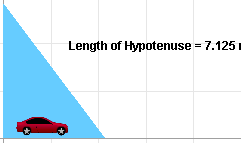 Length of Hypotenuse = 7.125